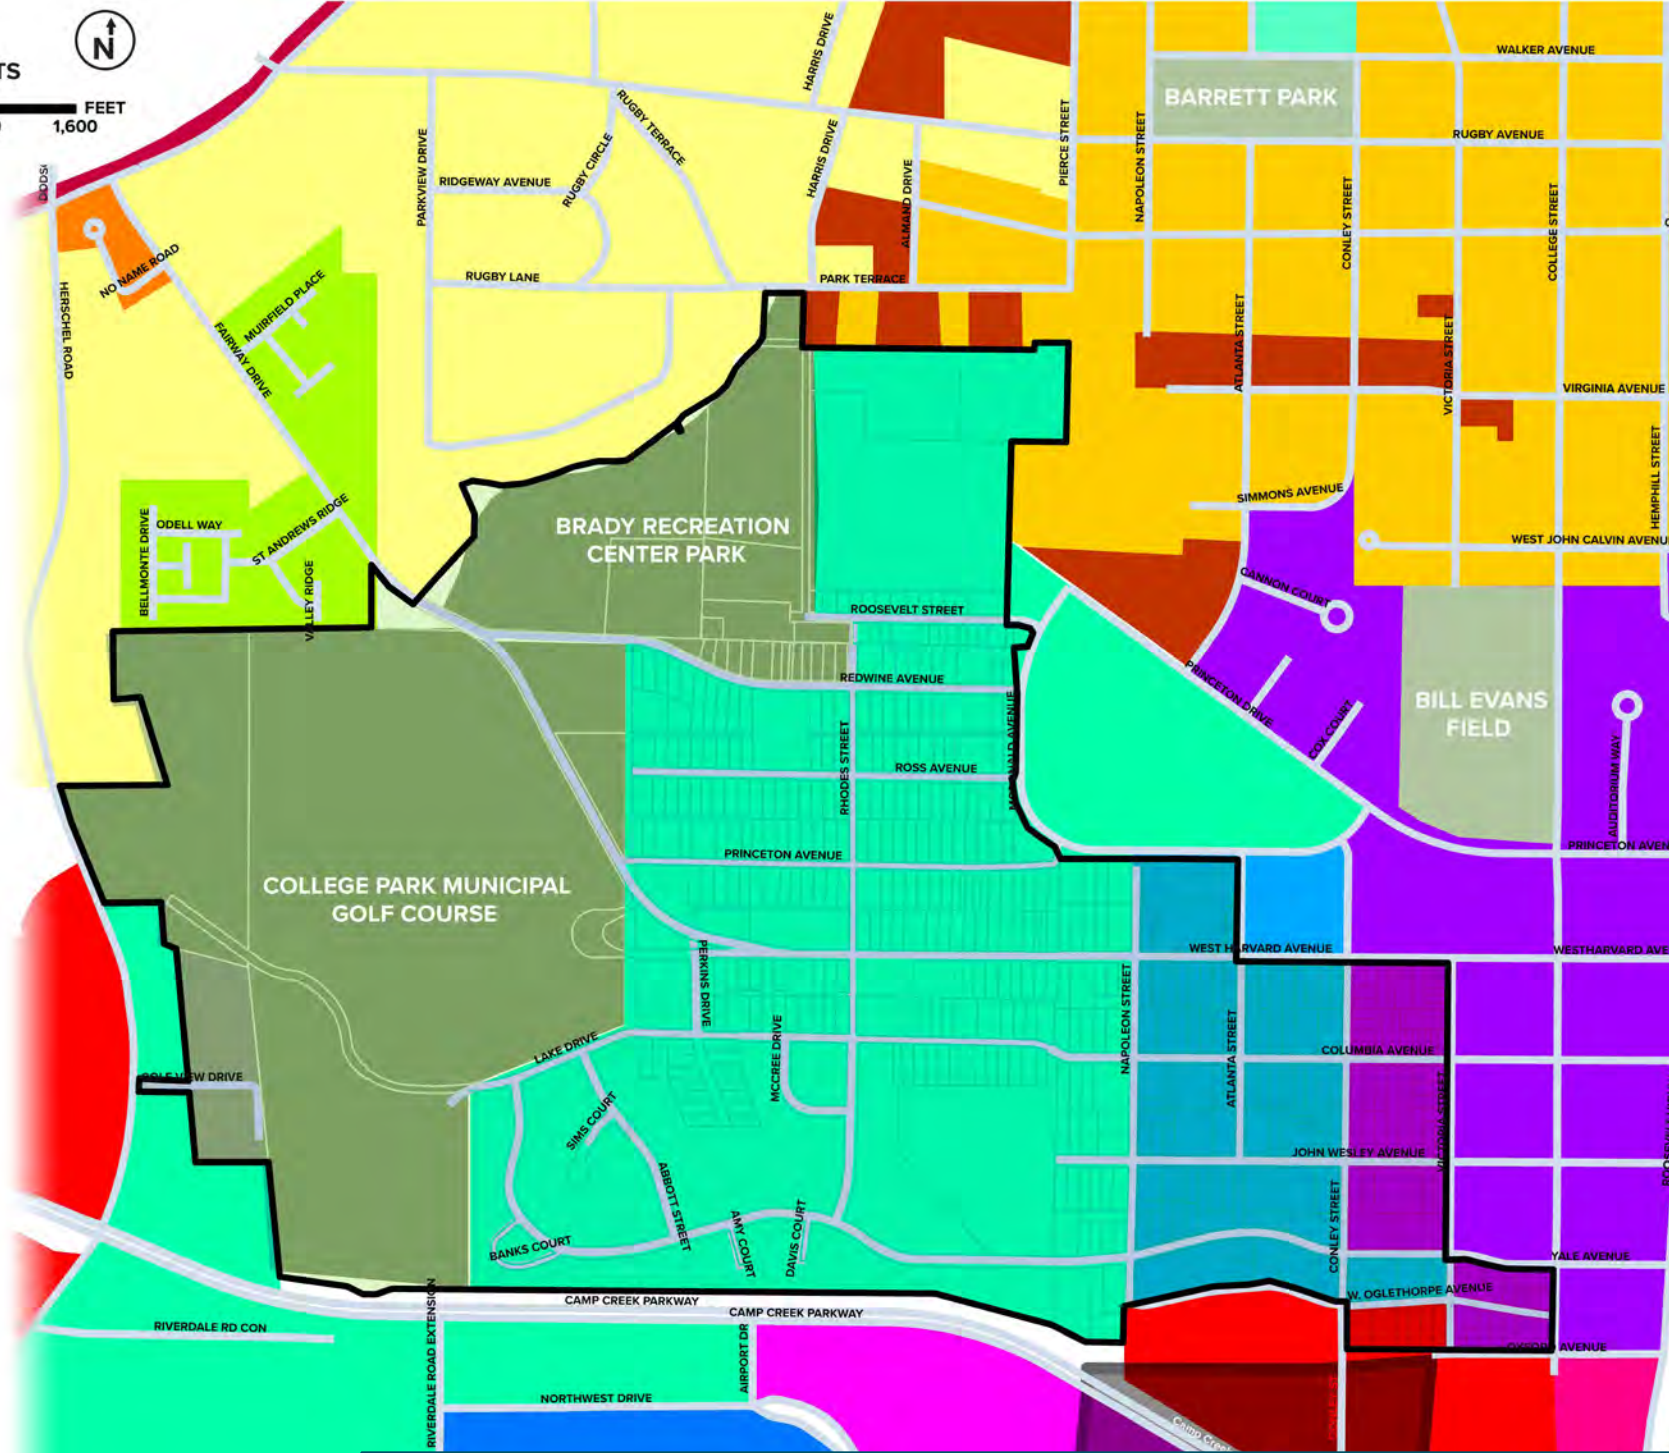 N
TS
FEET
1,600
WALKER AVENUE
BARRETT PARK
RUGBY AVENUE
HARRIS DRIVE
HARRIS DRIVE
RUGBY TERRACE
RUGBY CIRCLE
PARKVIEW DRIVE
RIDGEWAY AVENUE
RUGBY LANE
ALMAND DRIVE
PIERCE STREET
NAPOLEON STREET
CONLEY STREET
COLLEGE STREET
PARK TERRACE
NO NAME ROAD
MUIRFIELD PLACE
HERSCHEL ROAD
FAIRWAY DRIVE
ATLANTA STREET
VICTORIA STREET
VIRGINIA AVENUE
HEMPHILL STREET
SIMMONS AVENUE
WEST JOHN CALVIN AVENU
BELLMONTE DRIVE
ODELL WAY
ST ANDREWS RIDGE
VALLEY RIDGE
BRADY RECREATION
CENTER PARK
CANNON COURT
ROOSEVELT STREET
REDWINE AVENUE
PRINCETON DRIVE
COX COURT
BILL EVANS
FIELD
AUDITORIUM WAY
RHODES STREET
ROSS AVENUE
PRINCETON AVENUE
PRINCETON AVEN
COLLEGE PARK MUNICIPAL
GOLF COURSE
WEST HARVARD AVENUE
WESTHARVARD AVE
PERKINS DRIVE
MCCREE DRIVE
NAPOLEON STREET
ATLANTA STREET
COLUMBIA AVENUE
VICTORIA STREET
LAKE DRIVE
GOLF VIEW DRIVE
SIMS COURT
JOHN WESLEY AVENUE
ABBOTT STREET
AMY COURT
DAVIS COURT
CONLEY STREET
BANKS COURT
YALE AVENUE
W. OGLETHORPE AVENUE
CAMP CREEK PARKWAY
CAMP CREEK PARKWAY
RIVERDALE RD CON
RIVERDALE ROAD EXTENSION
AIRPORT DR
NORTHWEST DRIVE
OXFORD AVENUE
Camp Creek